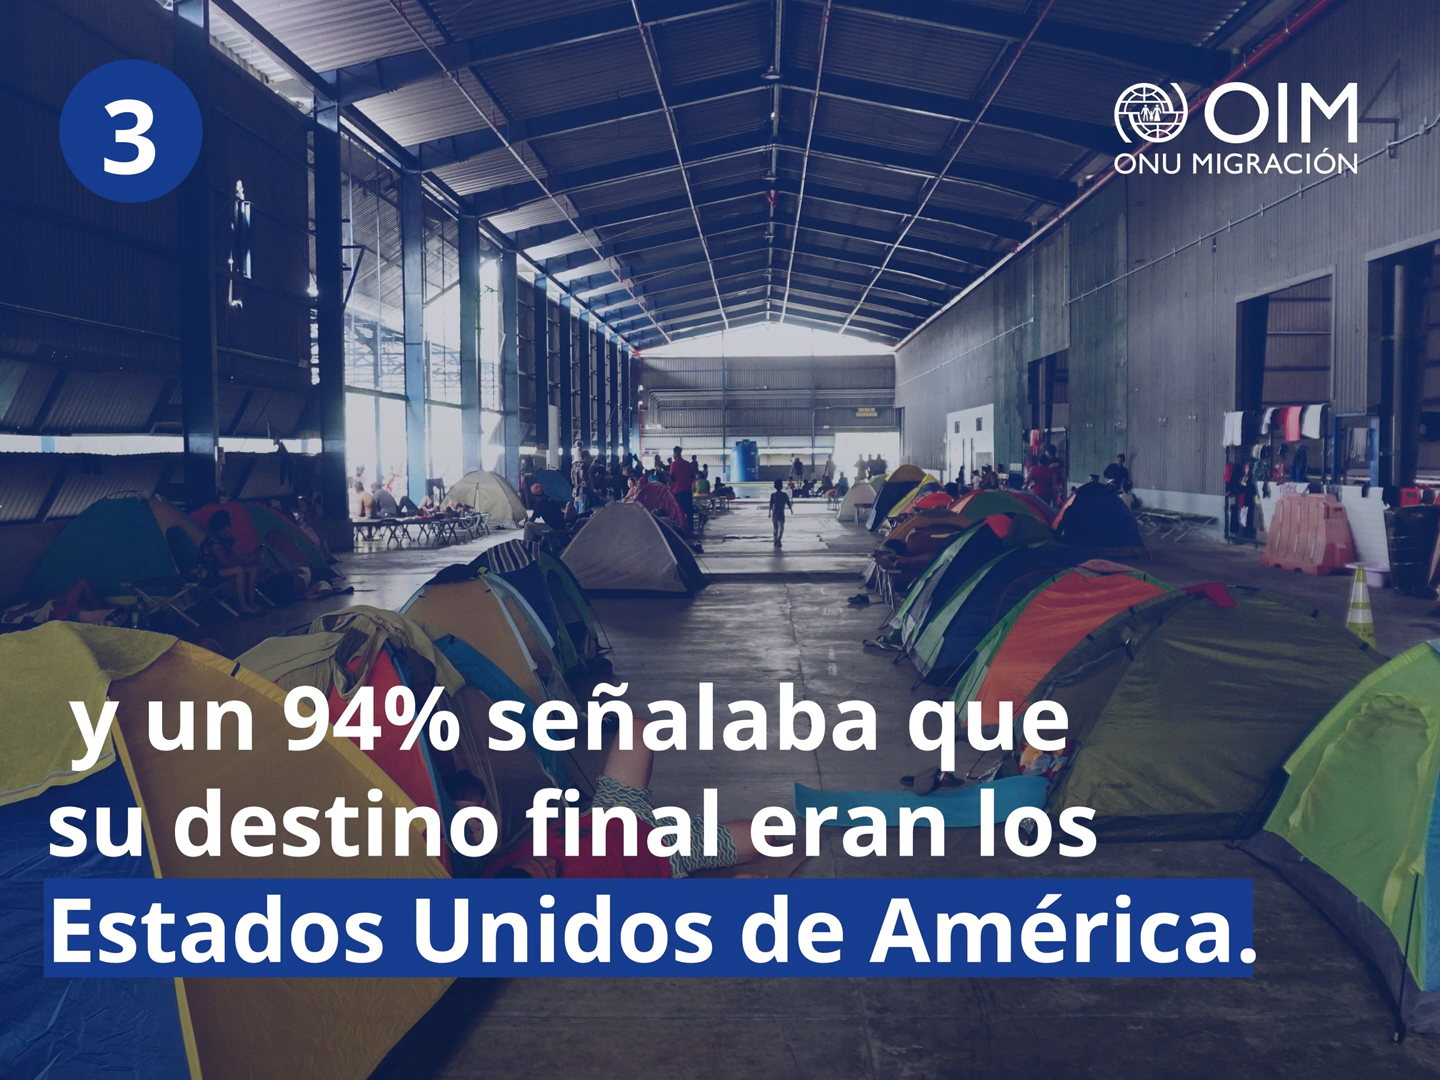 3
OIM
ONU MIGRACIÓN
y un 94% señalaba que
su destino final eran los
Estados Unidos de América.